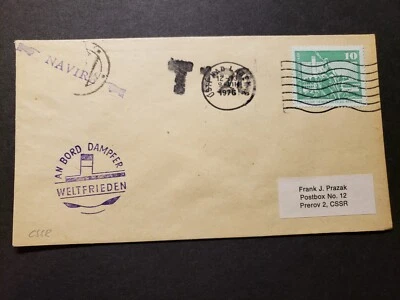 NAVIRE
T
1976
10
AN BORD DAMPFER
WELTFRIEDEN
Frank J. Prazak
Postbox No. 12
Prerov 2, CSSR